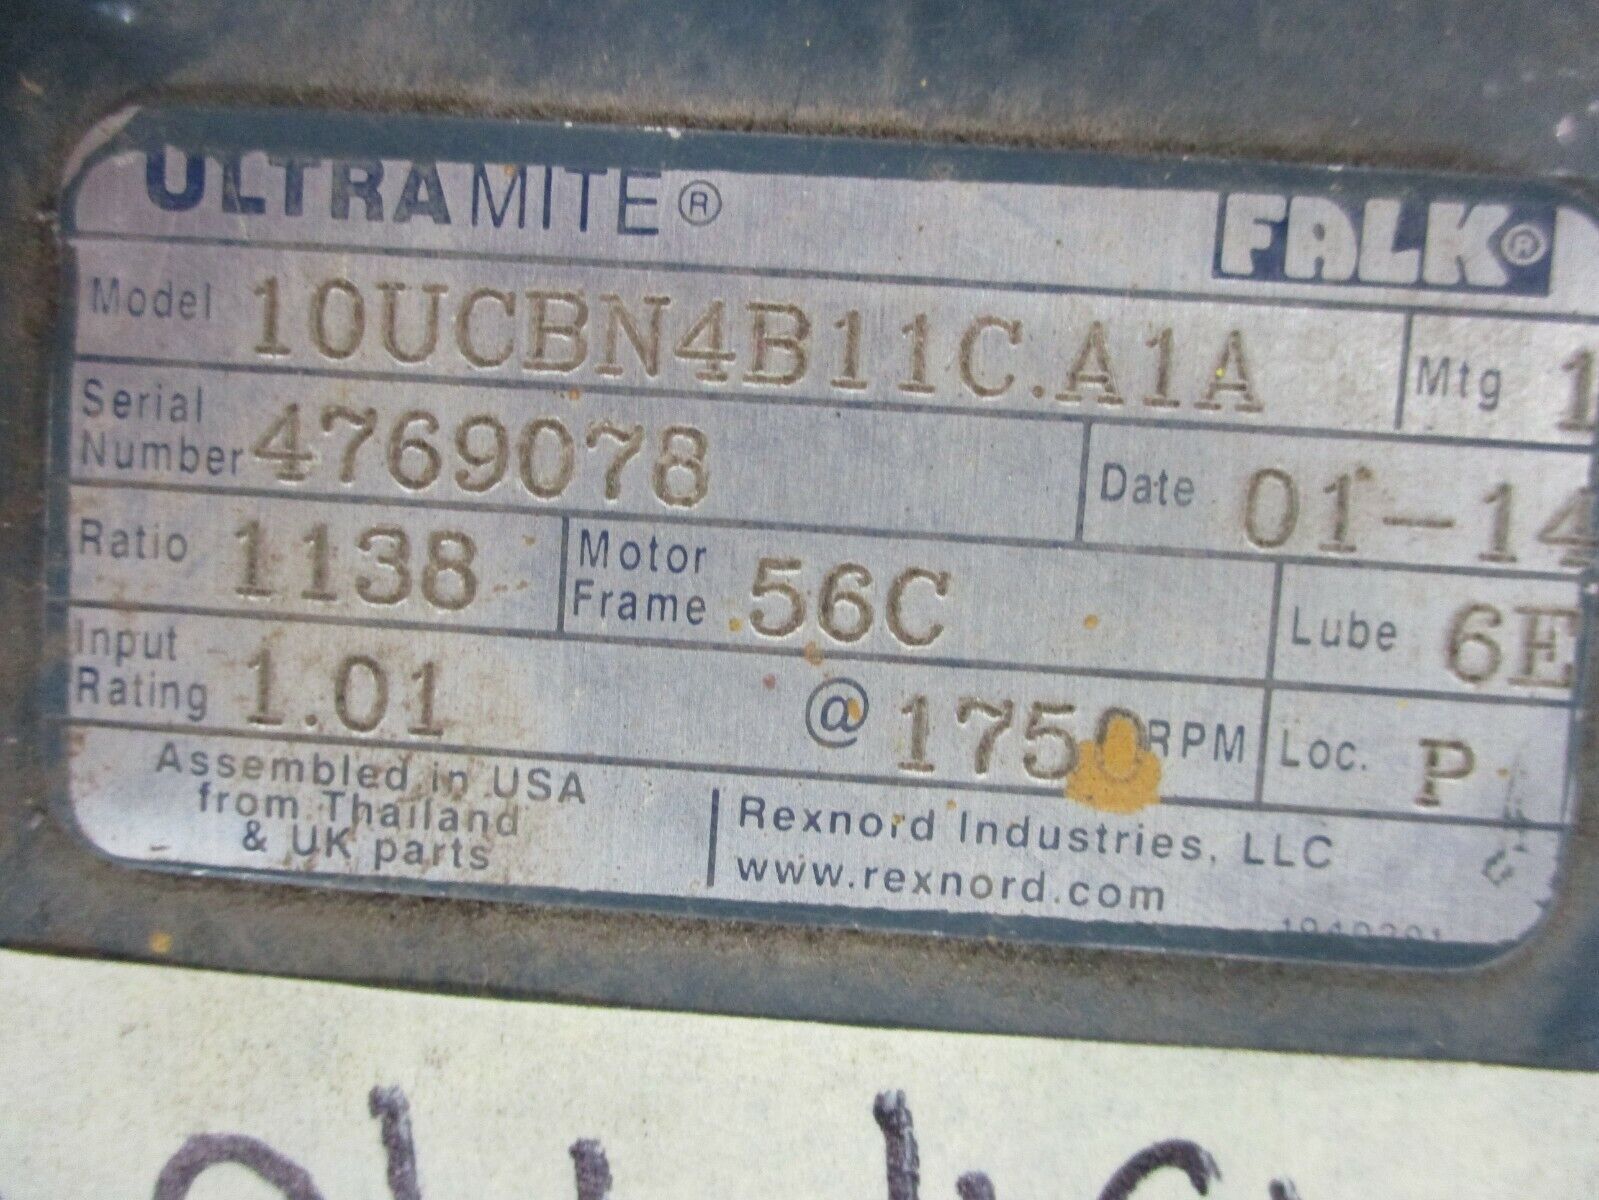 ULTRAMITE® FALK®
Model 10UCBN4B11C.A1A Mtg 1
Serial Number 4769078 Date 01-14
Ratio 1138 Motor Frame 56C Lube 6E
Input Rating 1.01 @ 1750 RPM Loc. P
Assembled in USA
from Thailand
& UK parts
Rexnord Industries, LLC
www.rexnord.com